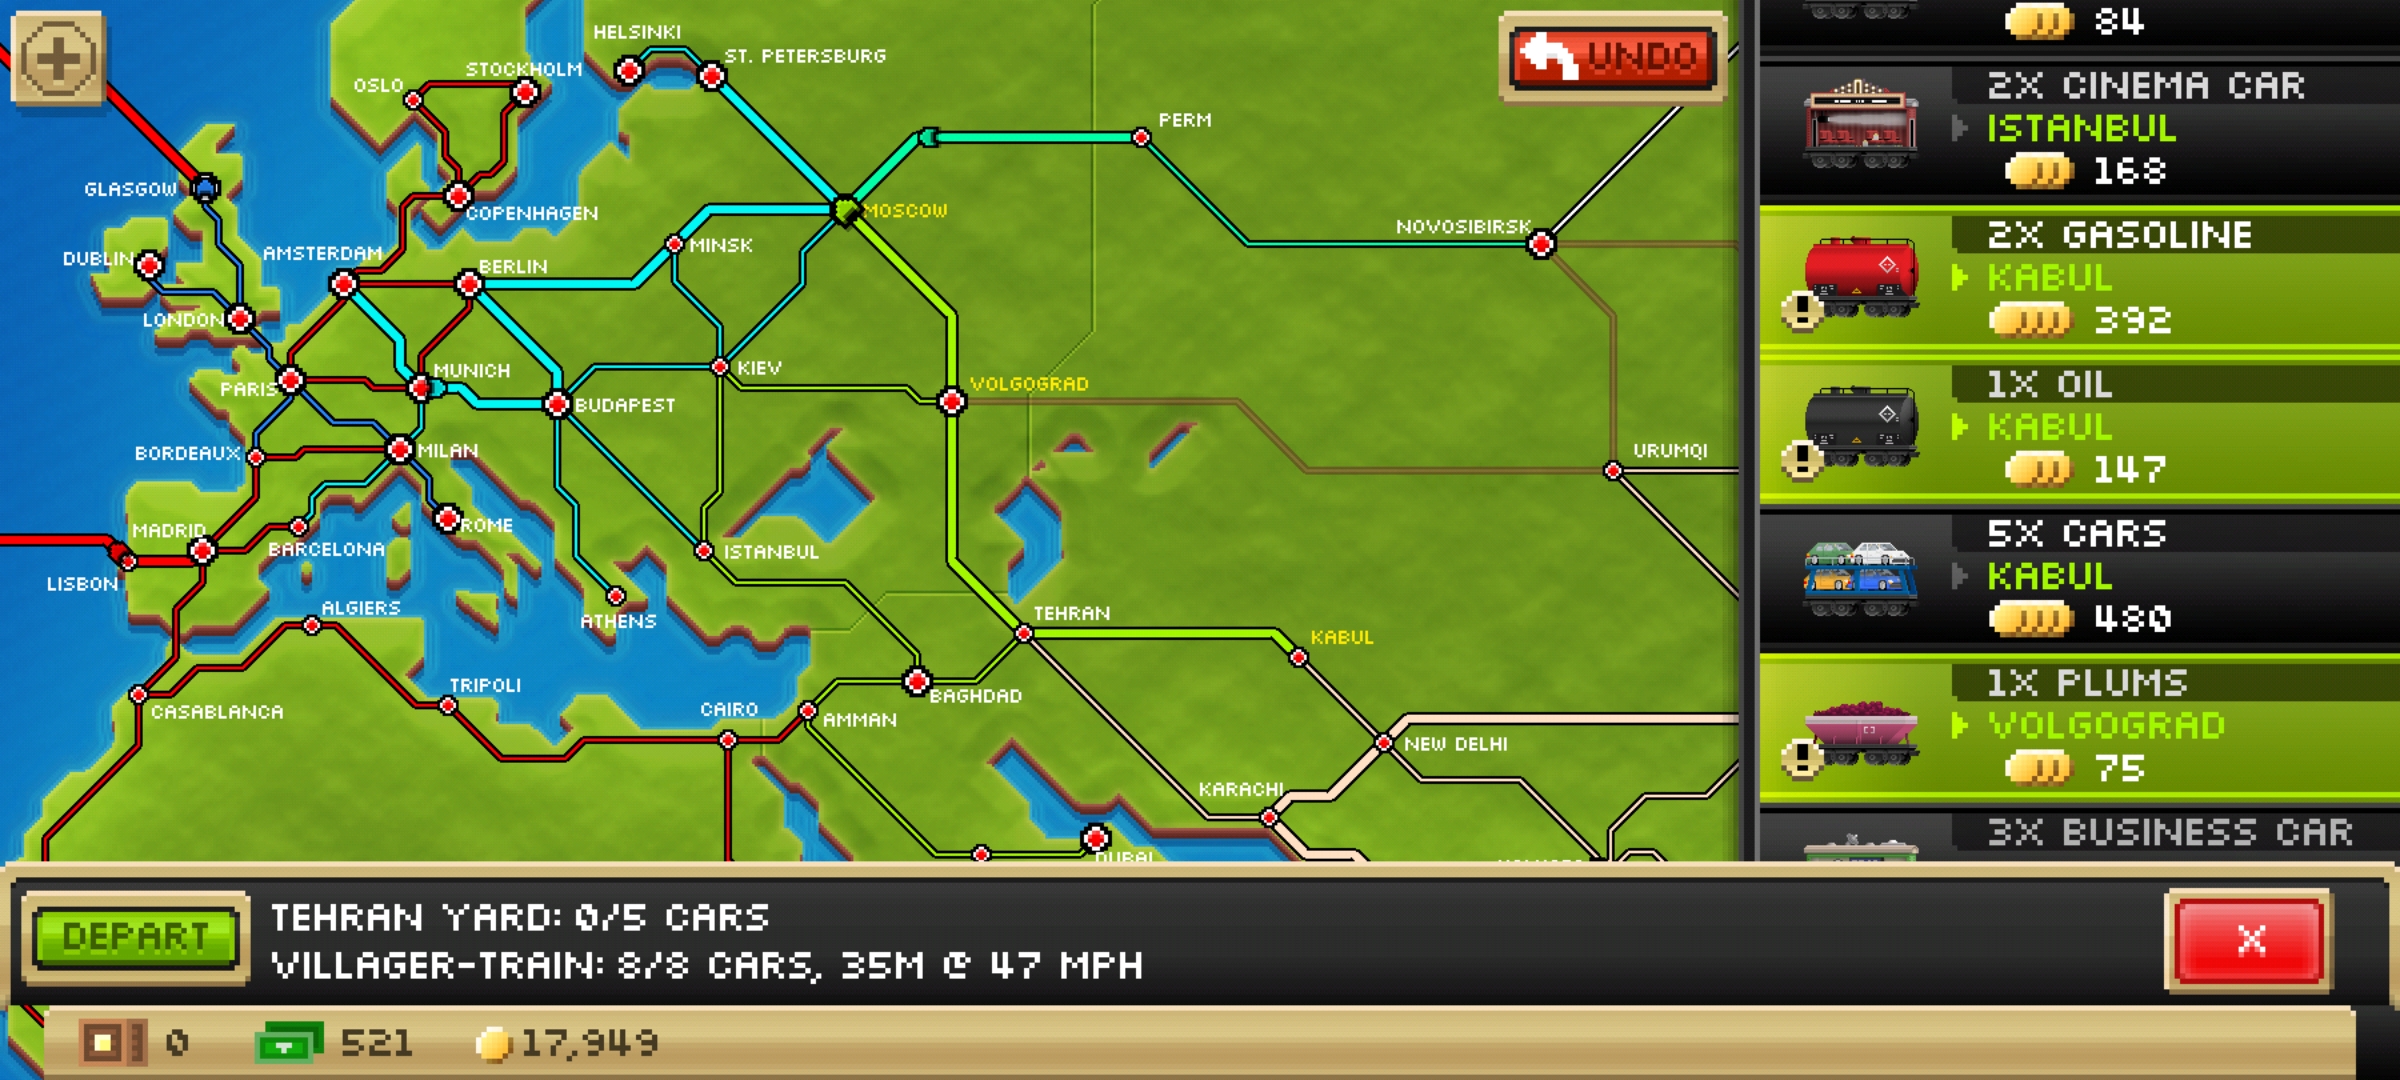 HELSINKI
ST. PETERSBURG
STOCKHOLM
OSLO
UNDO
PERM
GLASGOW
COPENHAGEN
MOSCOW
NOVOSIBIRSK
MINSK
DUBLIN
AMSTERDAM
BERLIN
LONDON
PARIS
MUNICH
KIEV
VOLGOGRAD
BUDAPEST
BORDEAUX
MILAN
URUMQI
MADRID
ROME
BARCELONA
ISTANBUL
LISBON
ALGIERS
ATHENS
TEHRAN
KABUL
TRIPOLI
CASABLANCA
CAIRO
AMMAN
BAGHDAD
NEW DELHI
KARACHI
DUBAI
84
2X CINEMA CAR
ISTANBUL
168
2X GASOLINE
KABUL
392
1X OIL
KABUL
147
5X CARS
KABUL
480
1X PLUMS
VOLGOGRAD
75
3X BUSINESS CAR
DEPART
TEHRAN YARD: 0/5 CARS
VILLAGER-TRAIN: 8/8 CARS, 35M @ 47 MPH
X
0
521
17,949